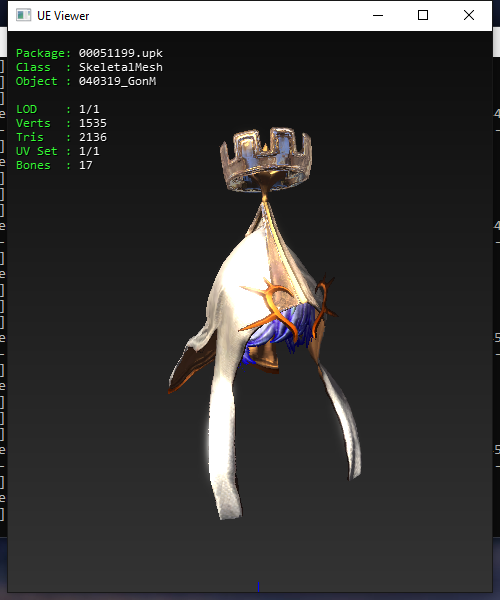 UE Viewer
Package: 00051199.upk
Class : SkeletalMesh
Object : 040319_GonM
LOD : 1/1
Verts : 1535
Tris : 2136
UV Set : 1/1
Bones : 17